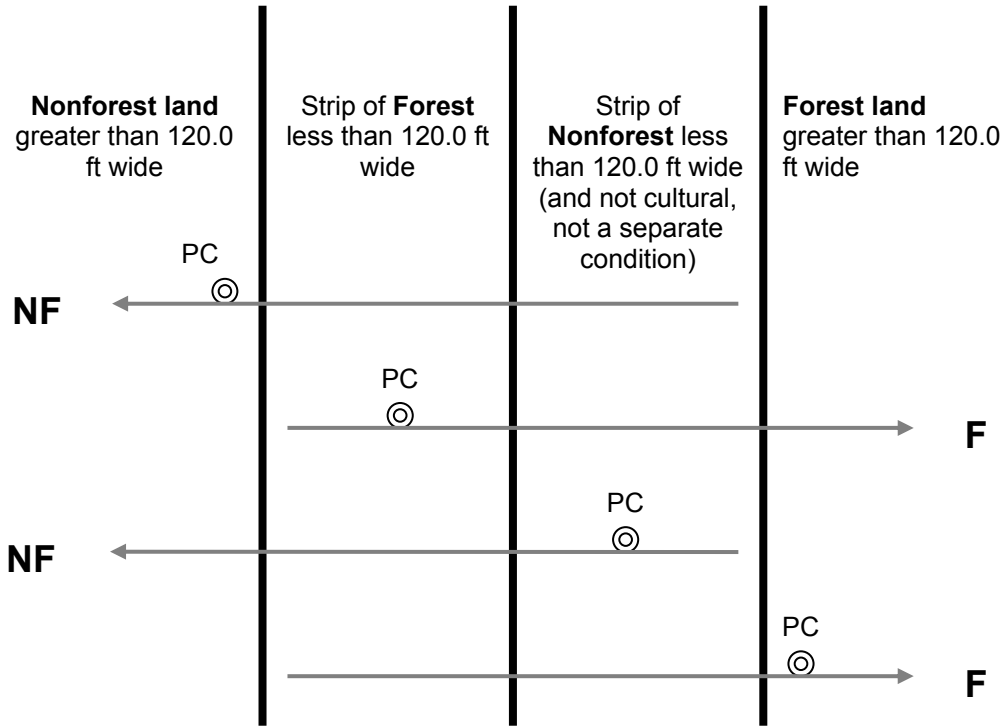 Nonforest land
greater than 120.0
ft wide
Strip of Forest
less than 120.0 ft
wide
Strip of
Nonforest less
than 120.0 ft wide
(and not cultural,
not a separate
condition)
Forest land
greater than 120.0
ft wide
PC
NF
PC
F
PC
NF
PC
F